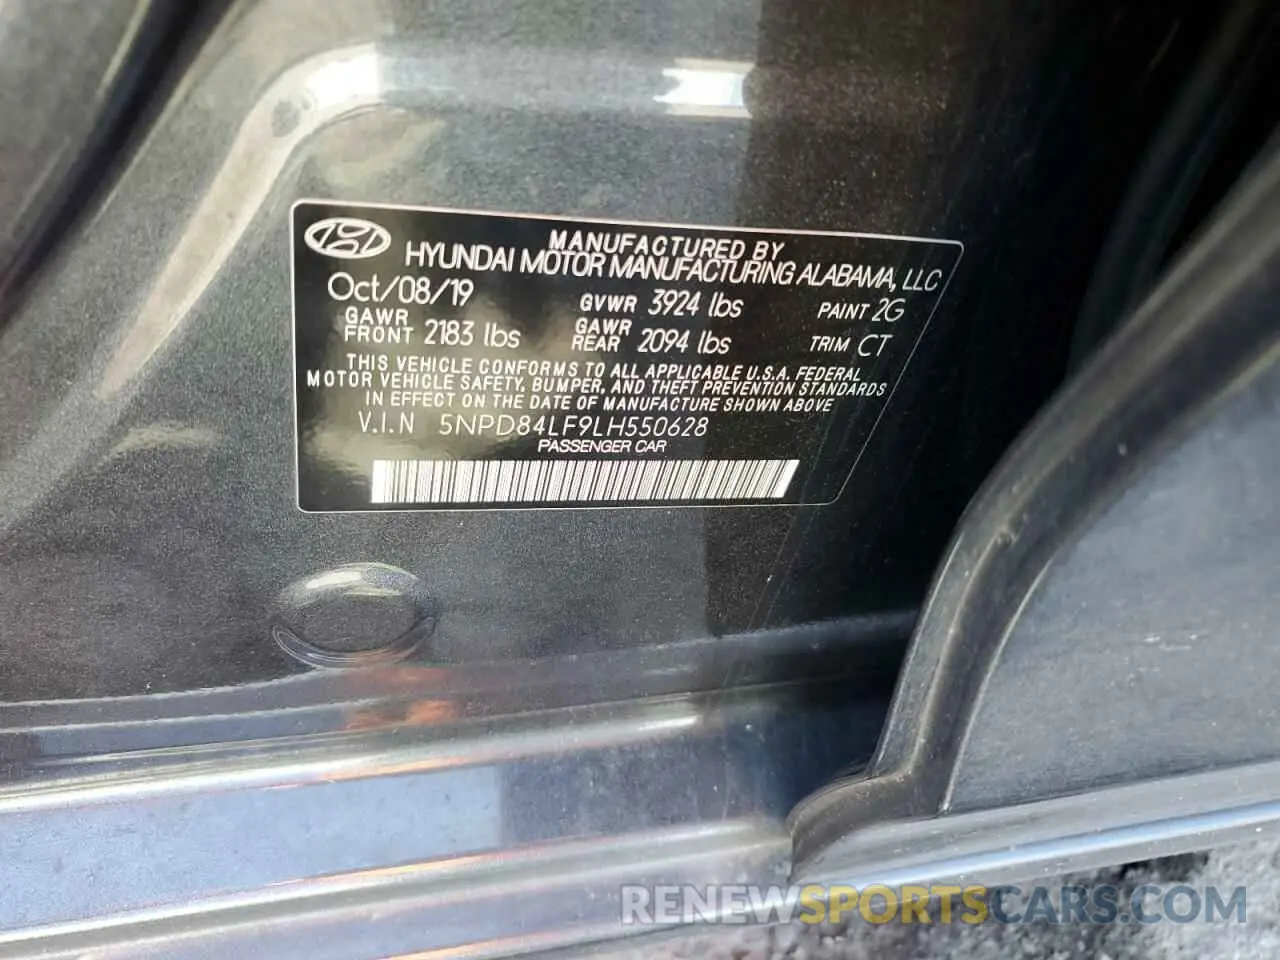 MANUFACTURED BY
HYUNDAI MOTOR MANUFACTURING ALABAMA, LLC
Oct/08/19 GVWR 3924 lbs PAINT 2G
GAWR FRONT 2183 lbs GAWR REAR 2094 lbs TRIM CT
THIS VEHICLE CONFORMS TO ALL APPLICABLE U.S.A. FEDERAL
MOTOR VEHICLE SAFETY, BUMPER, AND THEFT PREVENTION STANDARDS
IN EFFECT ON THE DATE OF MANUFACTURE SHOWN ABOVE
V.I.N 5NPD84LF9LH550628
PASSENGER CAR
RENEWSPORTSCARS.COM